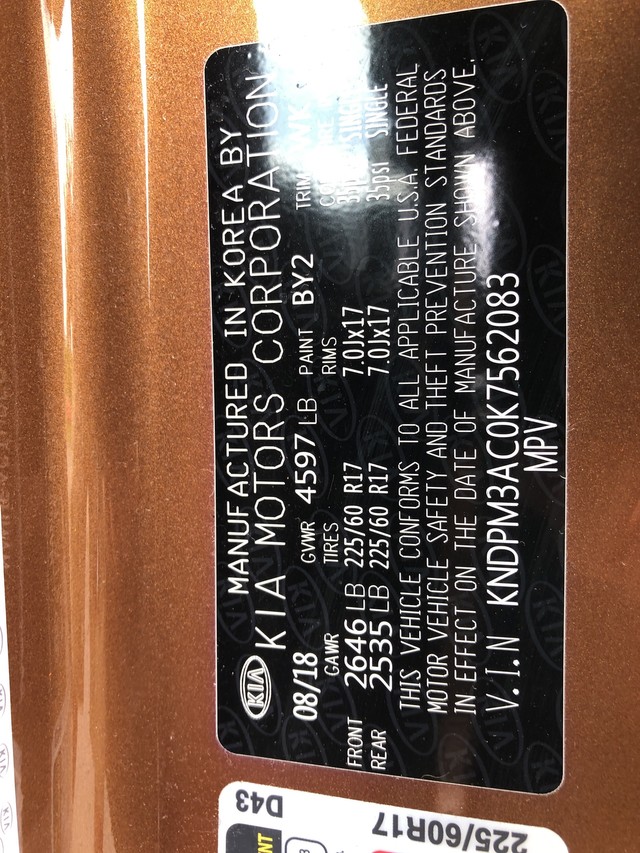 KIA
MANUFACTURED IN KOREA BY
KIA MOTORS CORPORATION
08/18 GVWR 4597 LB PAINT BY2 TRIM
GAWR TIRES RIMS
FRONT 2646 LB 225/60 R17 7.0Jx17
REAR 2535 LB 225/60 R17 7.0Jx17 35psi SINGLE
THIS VEHICLE CONFORMS TO ALL APPLICABLE U.S.A. FEDERAL
MOTOR VEHICLE SAFETY AND THEFT PREVENTION STANDARDS
IN EFFECT ON THE DATE OF MANUFACTURE SHOWN ABOVE.
V.I.N KNDPM3AC0K7562083
MPV
D43
225/60R17